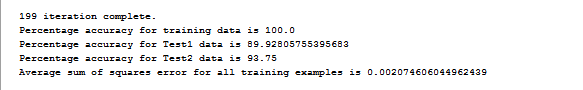 199 iteration complete.
Percentage accuracy for training data is 100.0
Percentage accuracy for Test1 data is 89.92805755395683
Percentage accuracy for Test2 data is 93.75
Average sum of squares error for all training examples is 0.002074606044962439